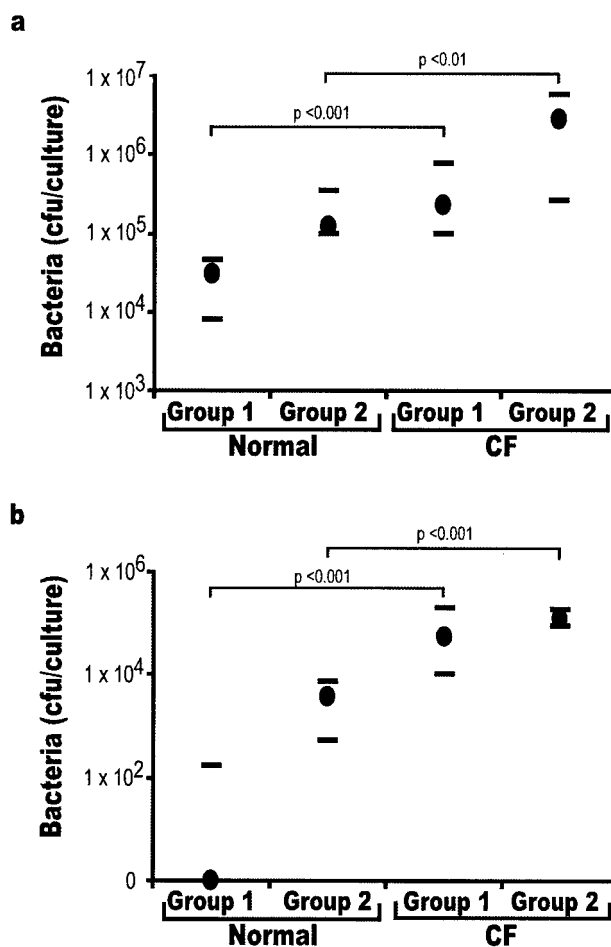 a
p <0.01
p <0.001
1 x 10⁷
1 x 10⁶
1 x 10⁵
1 x 10⁴
1 x 10³
Bacteria (cfu/culture)
Group 1 Group 2 Group 1 Group 2
Normal CF
b
p <0.001
p <0.001
1 x 10⁶
1 x 10⁴
1 x 10²
0
Bacteria (cfu/culture)
Group 1 Group 2 Group 1 Group 2
Normal CF